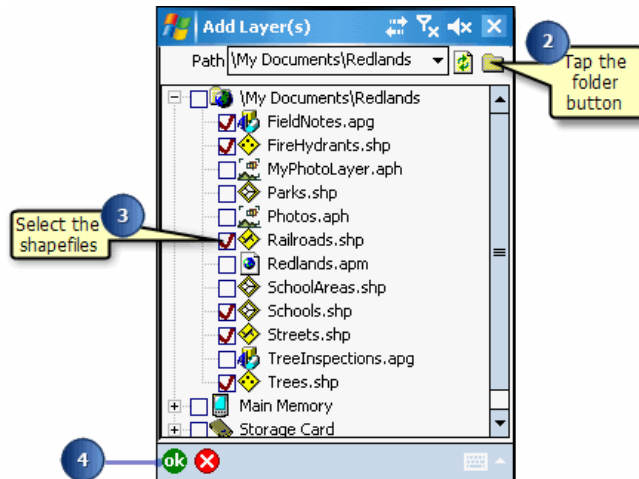 Add Layer(s)
Path \My Documents\Redlands
2
Tap the
folder
button
\My Documents\Redlands
FieldNotes.apg
FireHydrants.shp
MyPhotoLayer.aph
Parks.shp
Photos.aph
3
Select the
shapefiles
Railroads.shp
Redlands.apm
SchoolAreas.shp
Schools.shp
Streets.shp
TreeInspections.apg
Trees.shp
Main Memory
Storage Card
4
ok